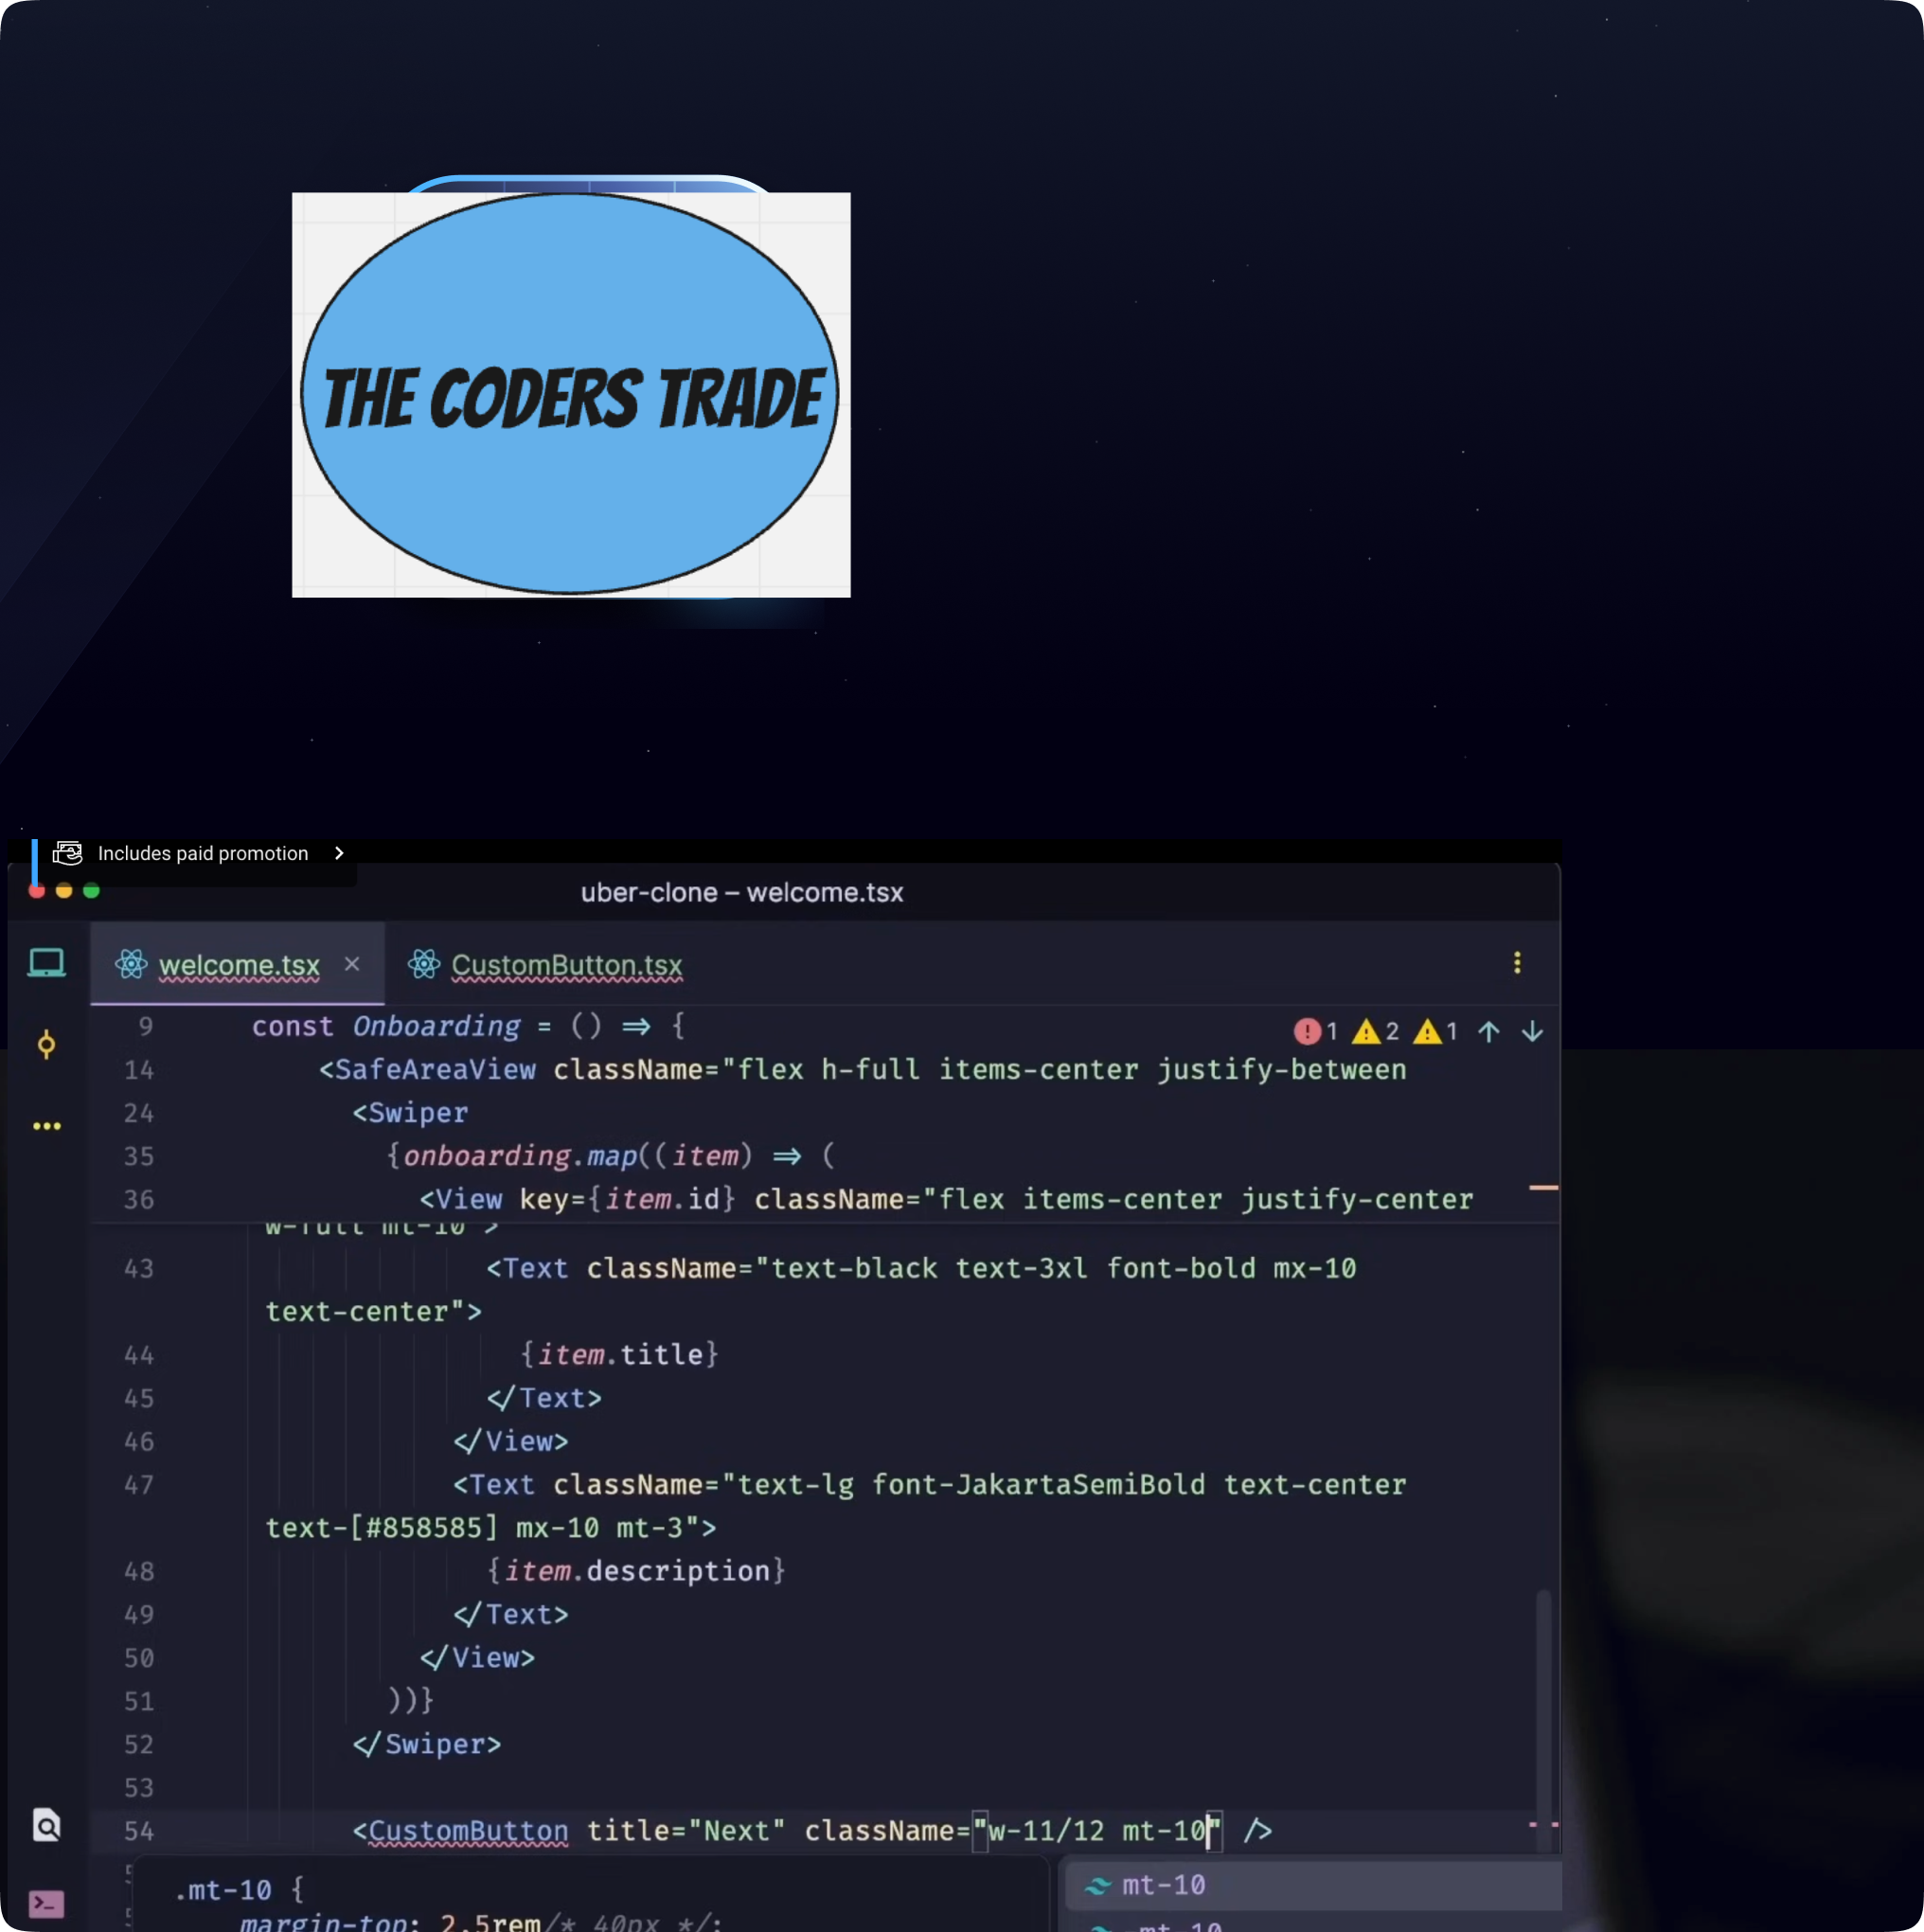 THE CODERS TRADE
Includes paid promotion
uber-clone – welcome.tsx
welcome.tsx
CustomButton.tsx
9 const Onboarding = () => {
1 2 1
14 <SafeAreaView className="flex h-full items-center justify-between
24 <Swiper
35 {onboarding.map((item) => (
36 <View key={item.id} className="flex items-center justify-center
w-full mt-10">
43 <Text className="text-black text-3xl font-bold mx-10
text-center">
44 {item.title}
45 </Text>
46 </View>
47 <Text className="text-lg font-JakartaSemiBold text-center
text-[#858585] mx-10 mt-3">
48 {item.description}
49 </Text>
50 </View>
51 ))}
52 </Swiper>
53
54 <CustomButton title="Next" className="w-11/12 mt-10" />
.mt-10 {
margin-top: 2.5rem/* 40px */;
mt-10
-mt-10